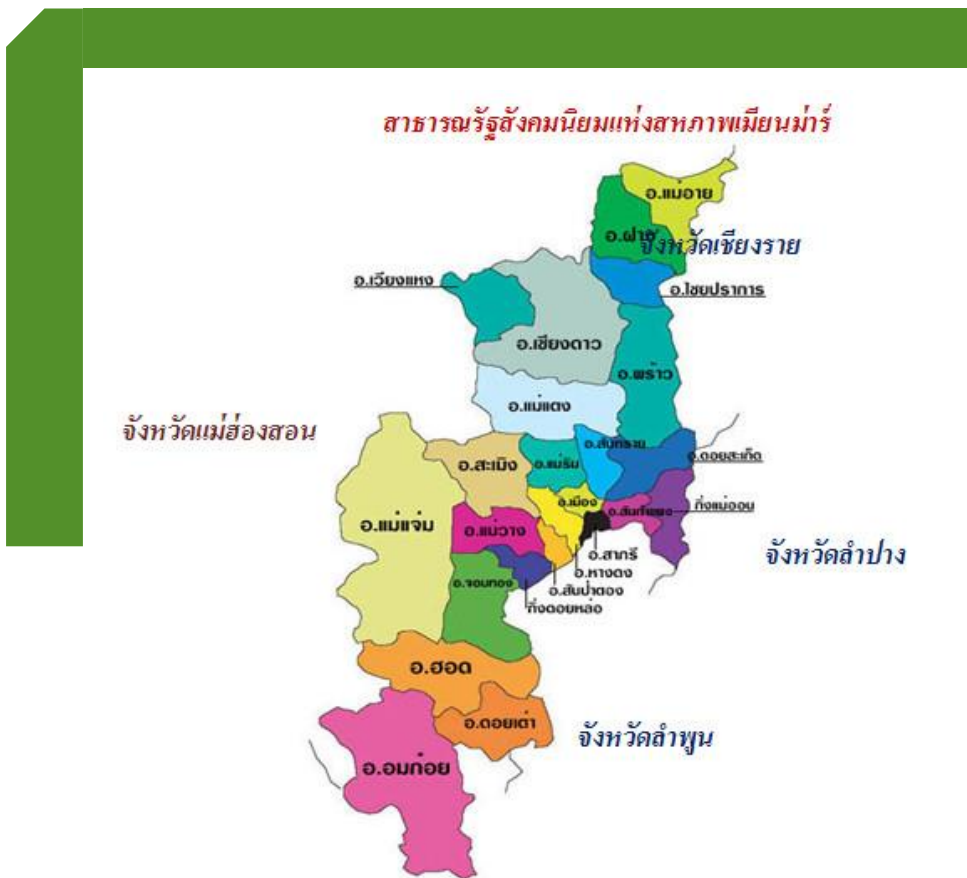 สาธารณรัฐสังคมนิยมแห่งสหภาพเมียนม่าร์
อ.แม่อาย
อ.ฝาง
จังหวัดเชียงราย
อ.เวียงแหง
อ.ไชยปราการ
อ.เชียงดาว
อ.พร้าว
อ.แม่แตง
จังหวัดแม่ฮ่องสอน
อ.สันทราย
อ.ดอยสะเก็ด
อ.สะเมิง
อ.แม่ริม
อ.เมือง
อ.สันกำแพง
กิ่งแม่ออน
อ.แม่แจ่ม
อ.แม่วาง
อ.สารภี
จังหวัดลำปาง
อ.หางดง
อ.จอมทอง
อ.สันป่าตอง
กิ่งดอยหล่อ
อ.ฮอด
อ.ดอยเต่า
จังหวัดลำพูน
อ.อมก๋อย